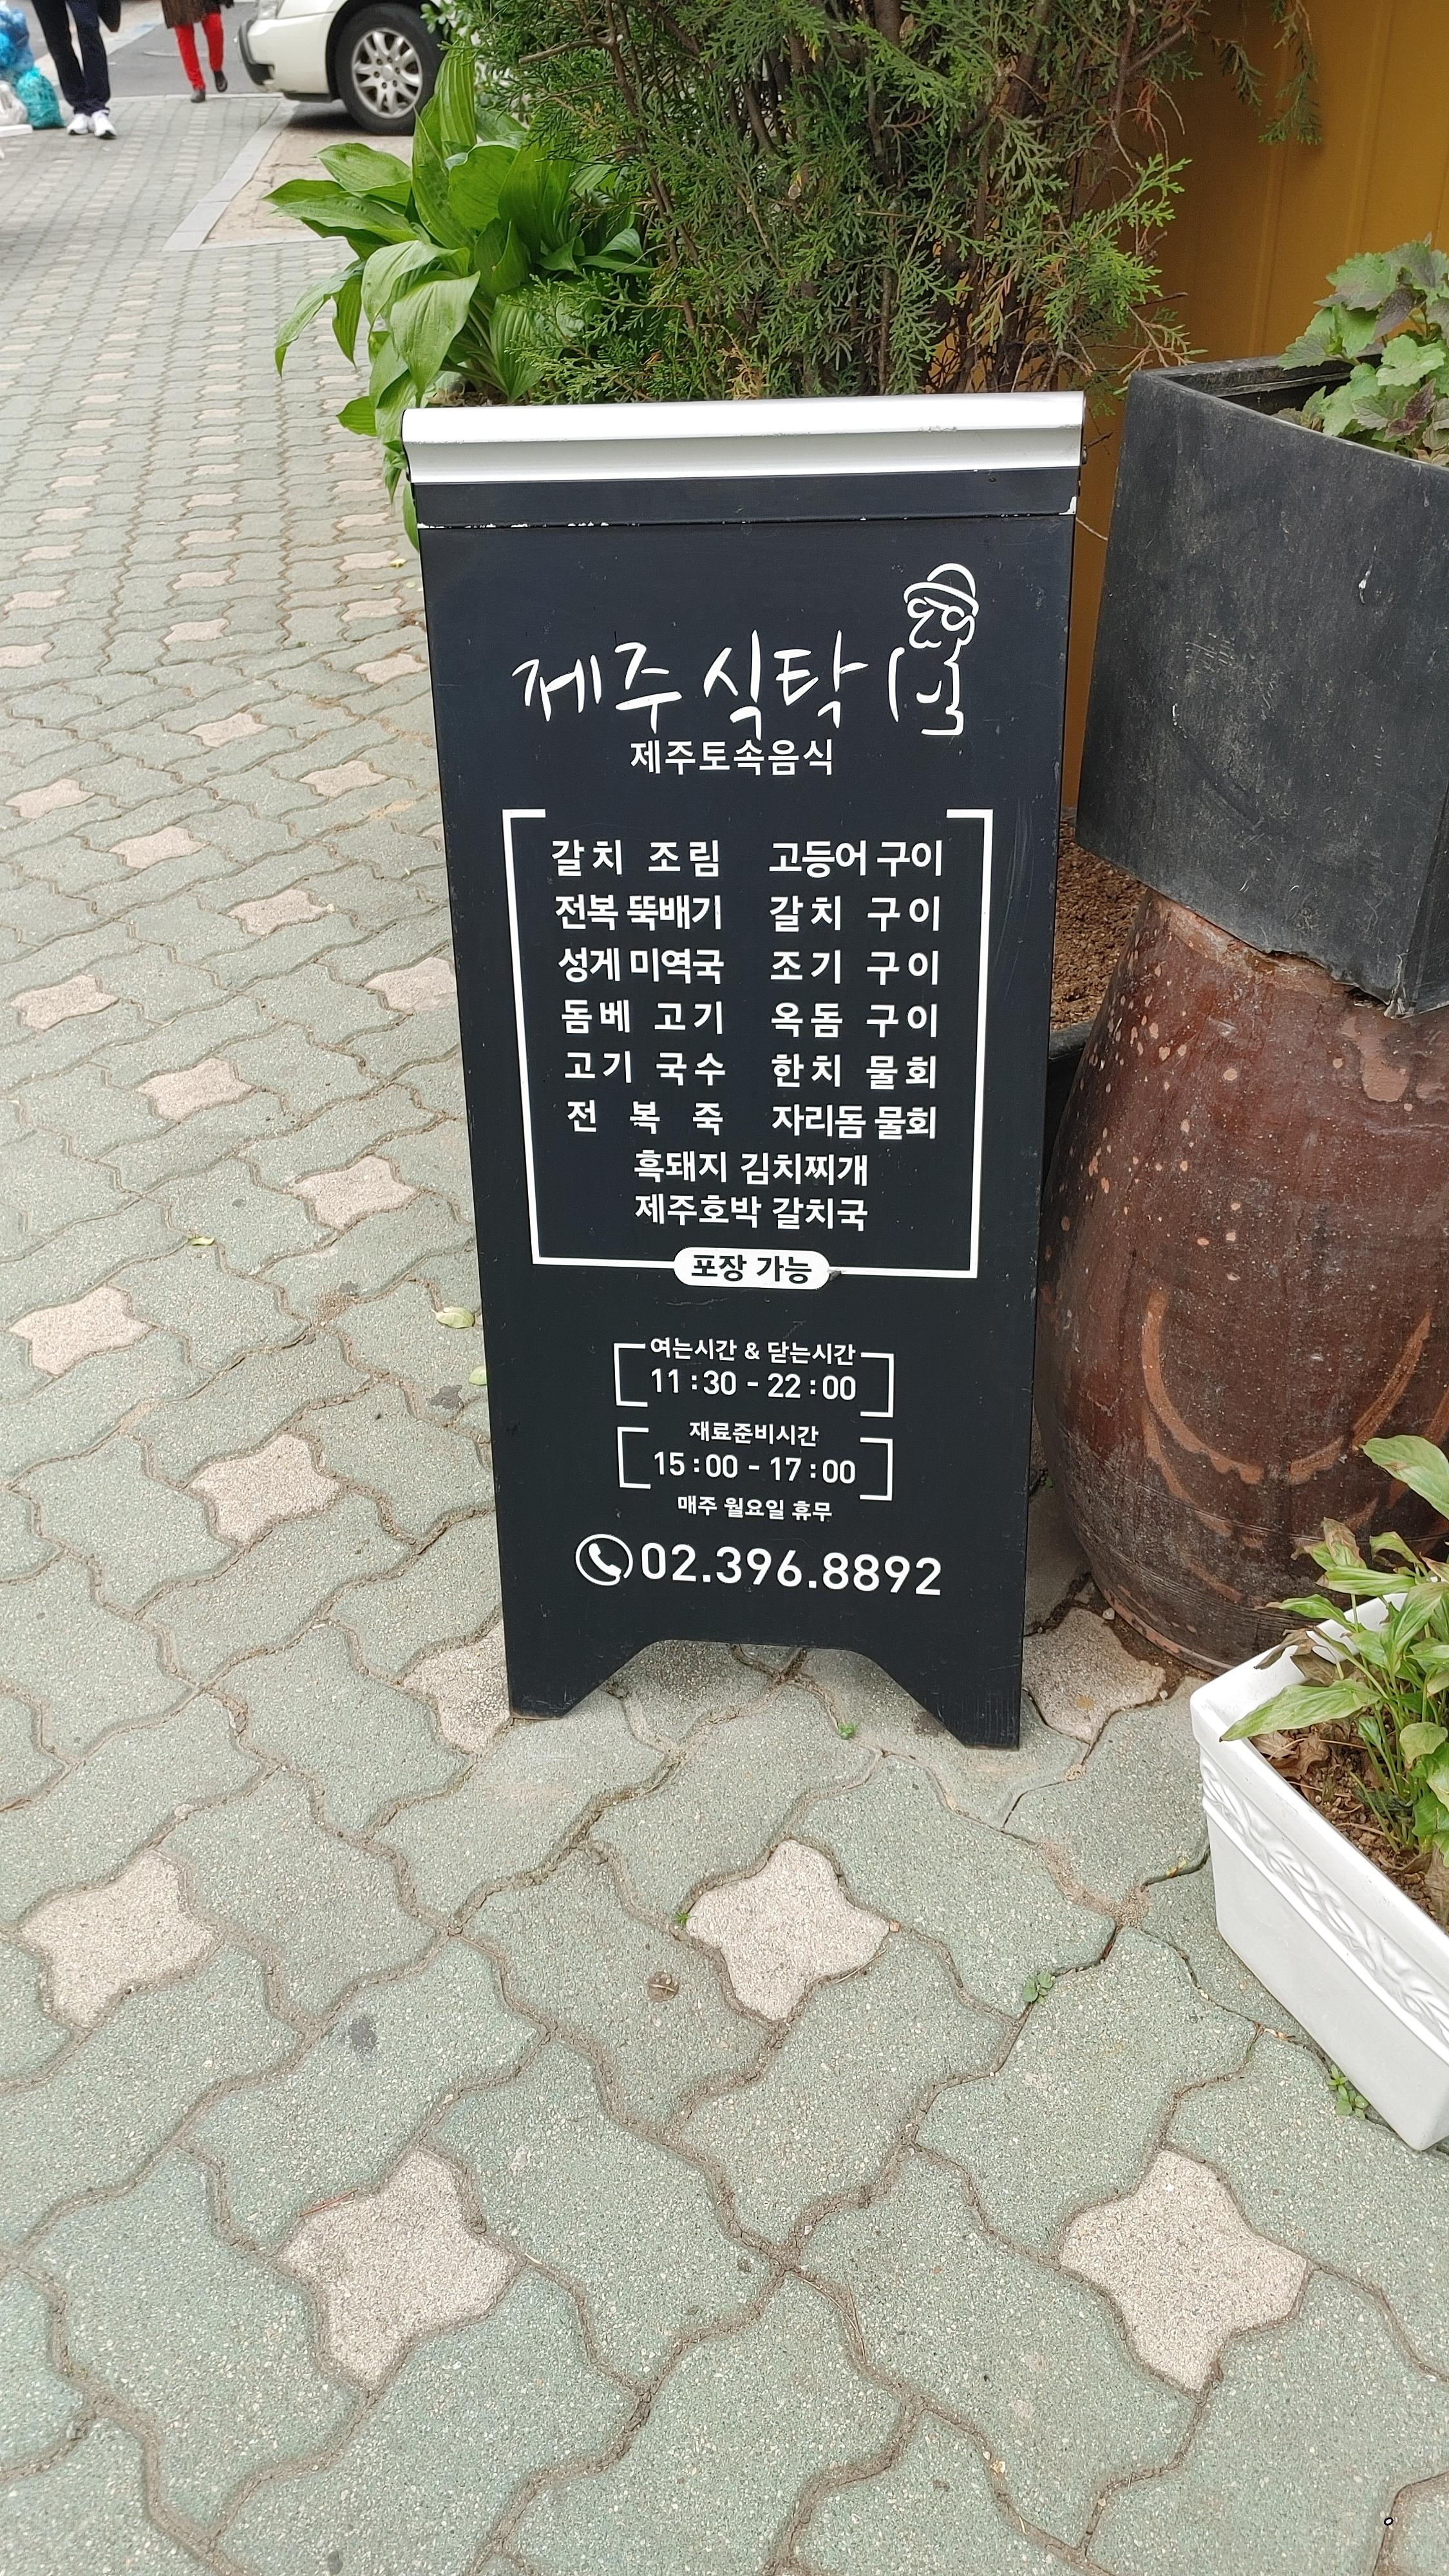 제주 식탁
제주토속음식
갈치 조림 고등어 구이
전복 뚝배기 갈치 구이
성게 미역국 조기 구이
돔베 고기 옥돔 구이
고기 국수 한치 물회
전 복 죽 자리돔 물회
흑돼지 김치찌개
제주호박 갈치국
포장 가능
여는시간 & 닫는시간
11:30 - 22:00
재료준비시간
15:00 - 17:00
매주 월요일 휴무
02.396.8892